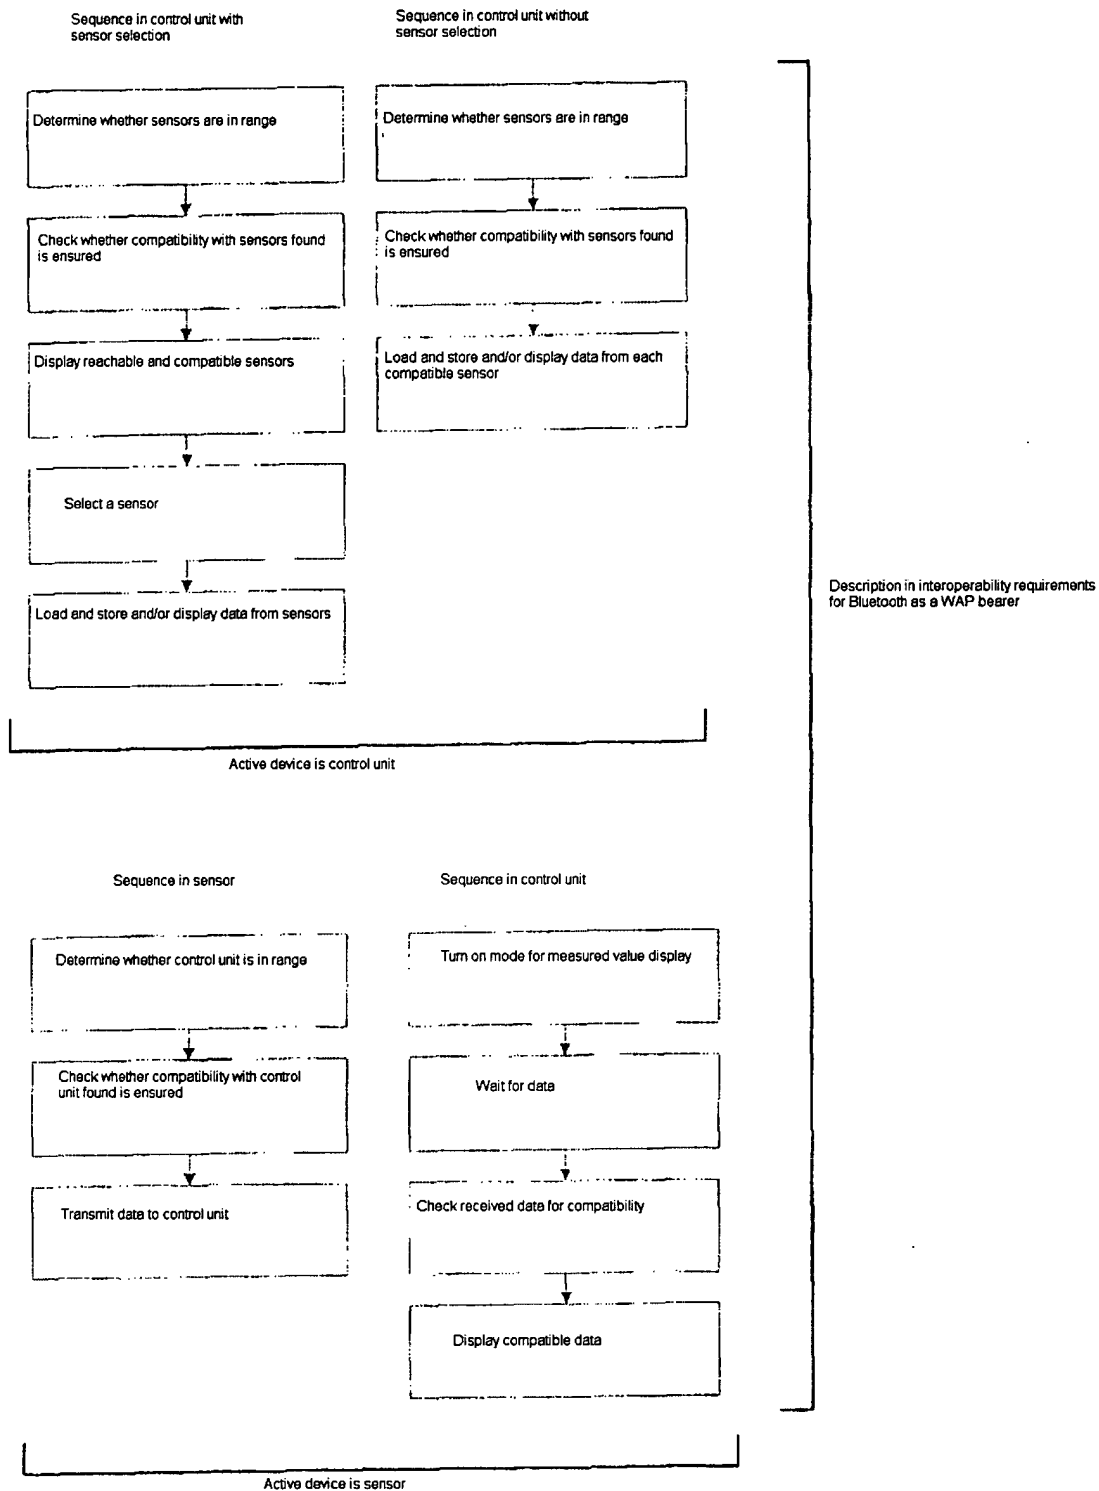 Sequence in control unit with
sensor selection
Sequence in control unit without
sensor selection
Determine whether sensors are in range
Check whether compatibility with sensors found
is ensured
Display reachable and compatible sensors
Select a sensor
Load and store and/or display data from sensors
Determine whether sensors are in range
Check whether compatibility with sensors found
is ensured
Load and store and/or display data from each
compatible sensor
Active device is control unit
Description in interoperability requirements
for Bluetooth as a WAP bearer
Sequence in sensor
Determine whether control unit is in range
Check whether compatibility with control
unit found is ensured
Transmit data to control unit
Sequence in control unit
Turn on mode for measured value display
Wait for data
Check received data for compatibility
Display compatible data
Active device is sensor